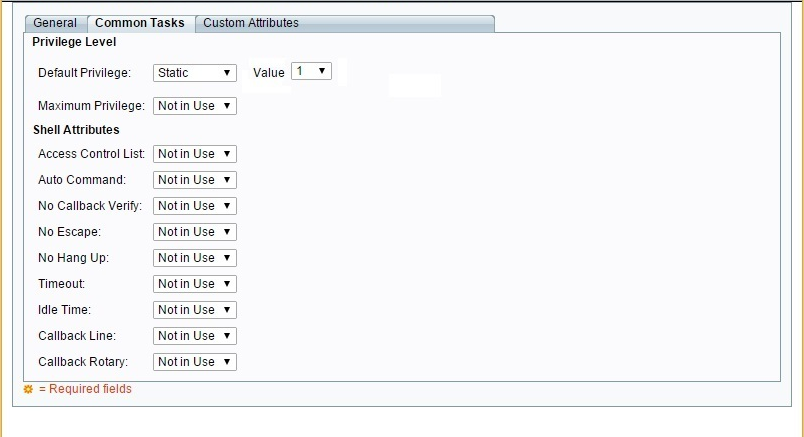 General Common Tasks Custom Attributes
Privilege Level
Default Privilege: Static Value 1
Maximum Privilege: Not in Use
Shell Attributes
Access Control List: Not in Use
Auto Command: Not in Use
No Callback Verify: Not in Use
No Escape: Not in Use
No Hang Up: Not in Use
Timeout: Not in Use
Idle Time: Not in Use
Callback Line: Not in Use
Callback Rotary: Not in Use
= Required fields